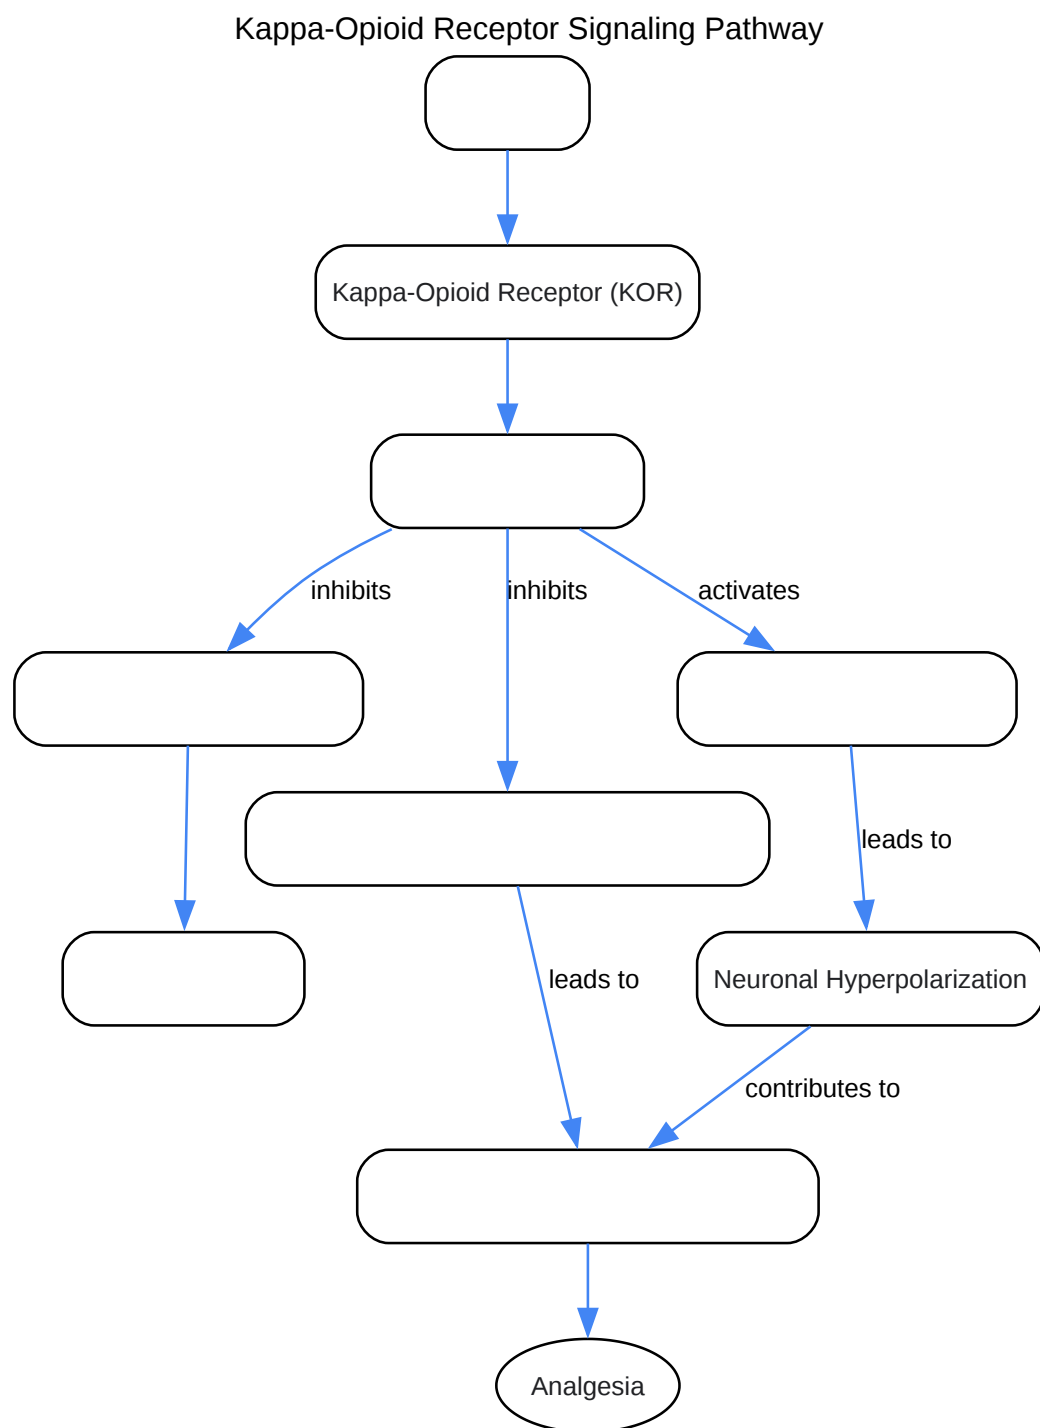 Kappa-Opioid Receptor Signaling Pathway
Kappa-Opioid Receptor (KOR)
inhibits
inhibits
activates
leads to
leads to
Neuronal Hyperpolarization
contributes to
Analgesia